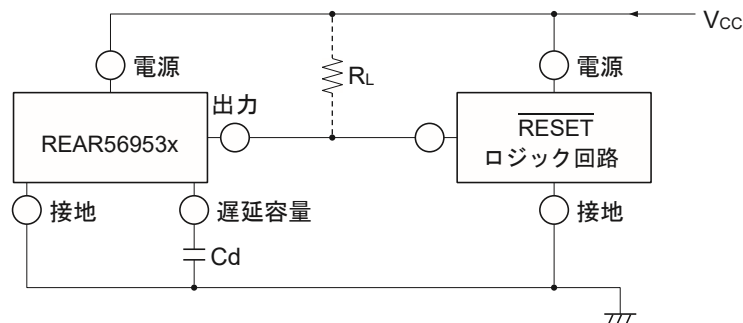 VCC
電源
RL
電源
出力
REAR56953x
RESET
ロジック回路
接地
遅延容量
接地
Cd